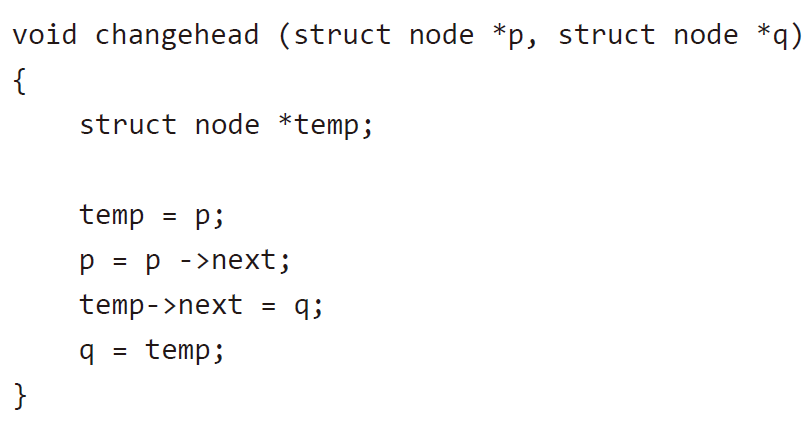 void changehead (struct node *p, struct node *q)
{
    struct node *temp;

    temp = p;
    p = p ->next;
    temp->next = q;
    q = temp;
}